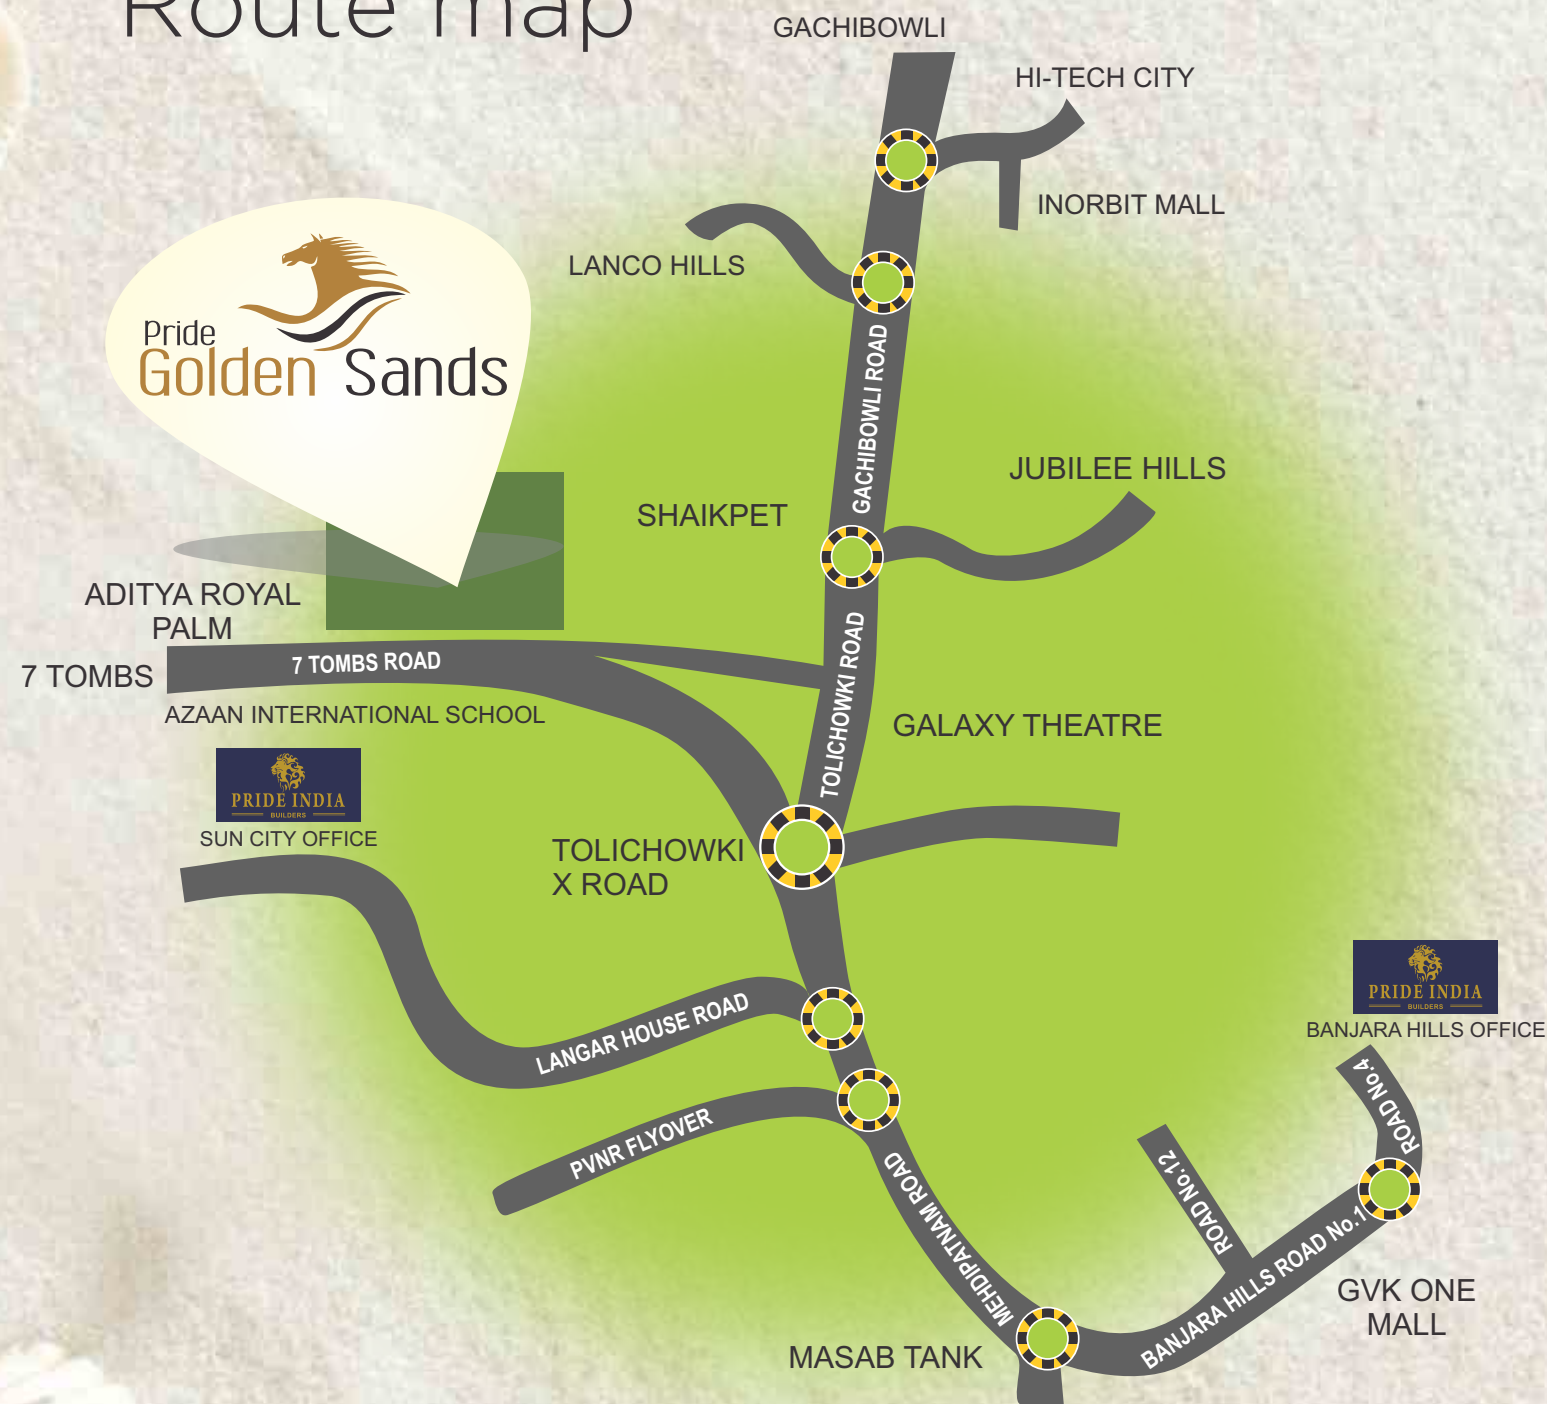 Route map
GACHIBOWLI
HI-TECH CITY
INORBIT MALL
LANCO HILLS
Pride
Golden Sands
GACHIBOWLI ROAD
JUBILEE HILLS
SHAIKPET
ADITYA ROYAL
PALM
7 TOMBS
7 TOMBS ROAD
TOLICHOWKI ROAD
AZAAN INTERNATIONAL SCHOOL
GALAXY THEATRE
PRIDE INDIA
BUILDERS
SUN CITY OFFICE
TOLICHOWKI
X ROAD
LANGAR HOUSE ROAD
PRIDE INDIA
BUILDERS
BANJARA HILLS OFFICE
ROAD No.4
PVNR FLYOVER
MEHDIPATNAM ROAD
ROAD No.12
BANJARA HILLS ROAD No.1
GVK ONE
MALL
MASAB TANK